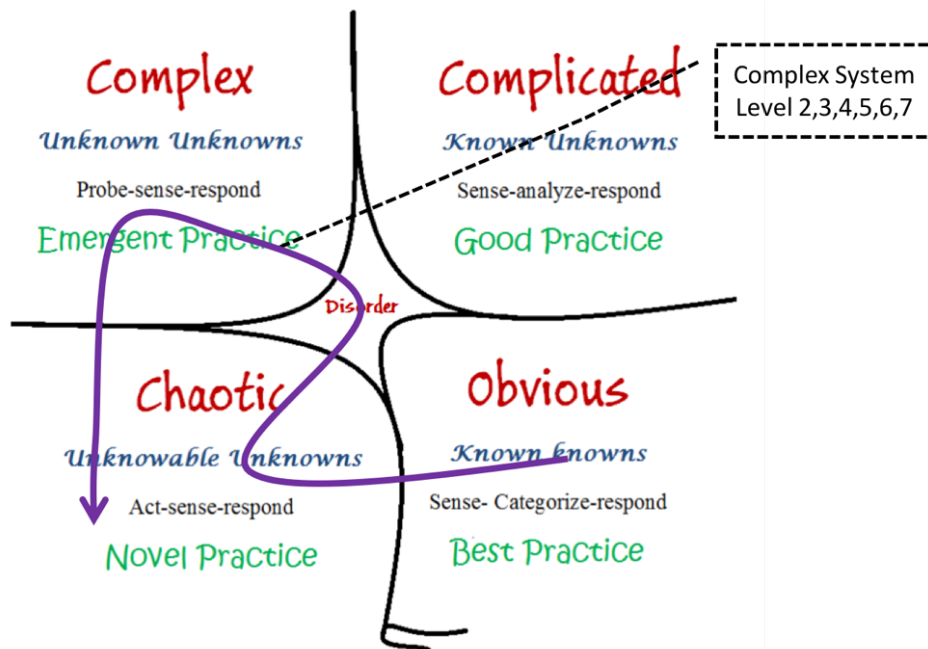 Complex
Unknown Unknowns
Probe-sense-respond
Emergent Practice
Complicated
Known Unknowns
Sense-analyze-respond
Good Practice
Complex System
Level 2,3,4,5,6,7
Disorder
Chaotic
Unknowable Unknowns
Act-sense-respond
Novel Practice
Obvious
Known knowns
Sense- Categorize-respond
Best Practice